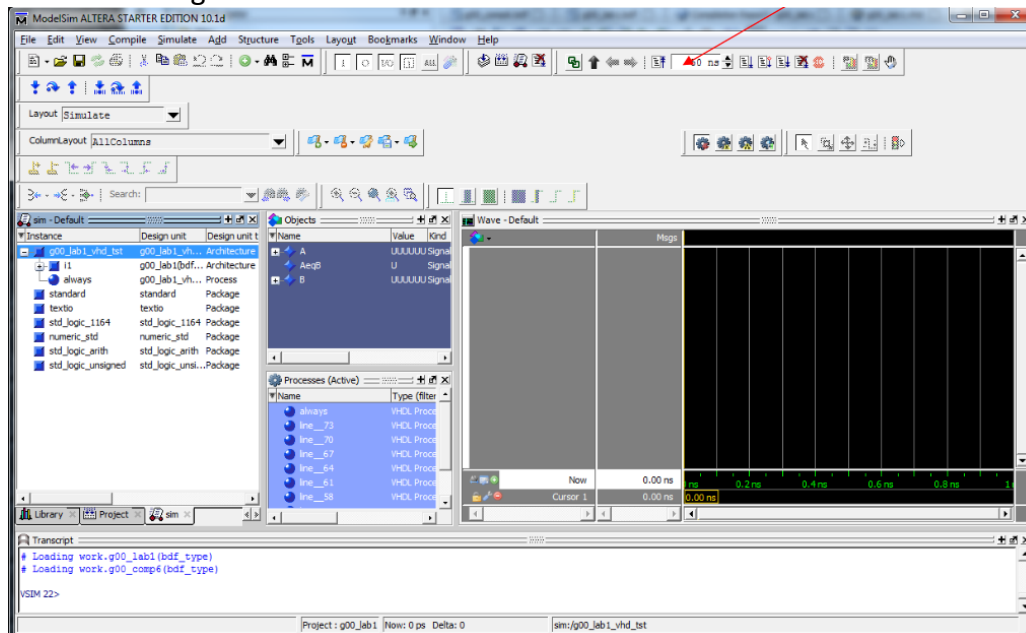 ModelSim ALTERA STARTER EDITION 10.1d
File Edit View Compile Simulate Add Structure Tools Layout Bookmarks Window Help
ns
Layout Simulate
ColumnLayout AllColumns
Search:
sim - Default
Instance Design unit Design unit t
g00_lab1_vhd_tst g00_lab1_vh... Architecture
i1 g00_lab1(bdf... Architecture
always g00_lab1_vh... Process
standard standard Package
textio textio Package
std_logic_1164 std_logic_1164 Package
numeric_std numeric_std Package
std_logic_arith std_logic_arith Package
std_logic_unsigned std_logic_unsi... Package
Library Project sim
Objects
Name Value Kind
A UUUUUU Signal
AeqB U Signal
B UUUUUU Signal
Processes (Active)
Name Type (filter
always VHDL Proce
line__73 VHDL Proce
line__70 VHDL Proce
line__67 VHDL Proce
line__64 VHDL Proce
line__61 VHDL Proce
line__58 VHDL Proce
Wave - Default
Msgs
Now 0.00 ns
Cursor 1 0.00 ns
ns 0.2 ns 0.4 ns 0.6 ns 0.8 ns 1
0.00 ns
Transcript
# Loading work.g00_lab1(bdf_type)
# Loading work.g00_comp6(bdf_type)
VSIM 22>
Project : g00_lab1 Now: 0 ps Delta: 0 sim:/g00_lab1_vhd_tst